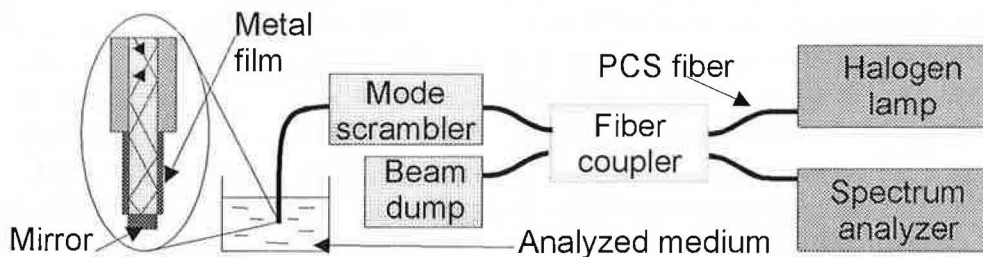 Metal
film
PCS fiber
Halogen
lamp
Mode
scrambler
Fiber
coupler
Beam
dump
Spectrum
analyzer
Mirror
Analyzed medium